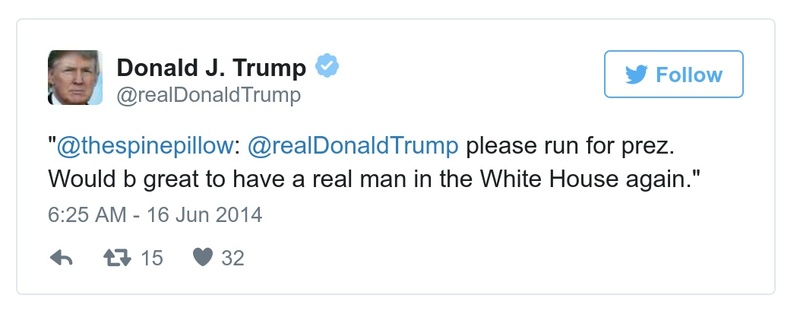 Donald J. Trump
@realDonaldTrump
Follow
"@thespinepillow: @realDonaldTrump please run for prez.
Would b great to have a real man in the White House again."
6:25 AM - 16 Jun 2014
15 32